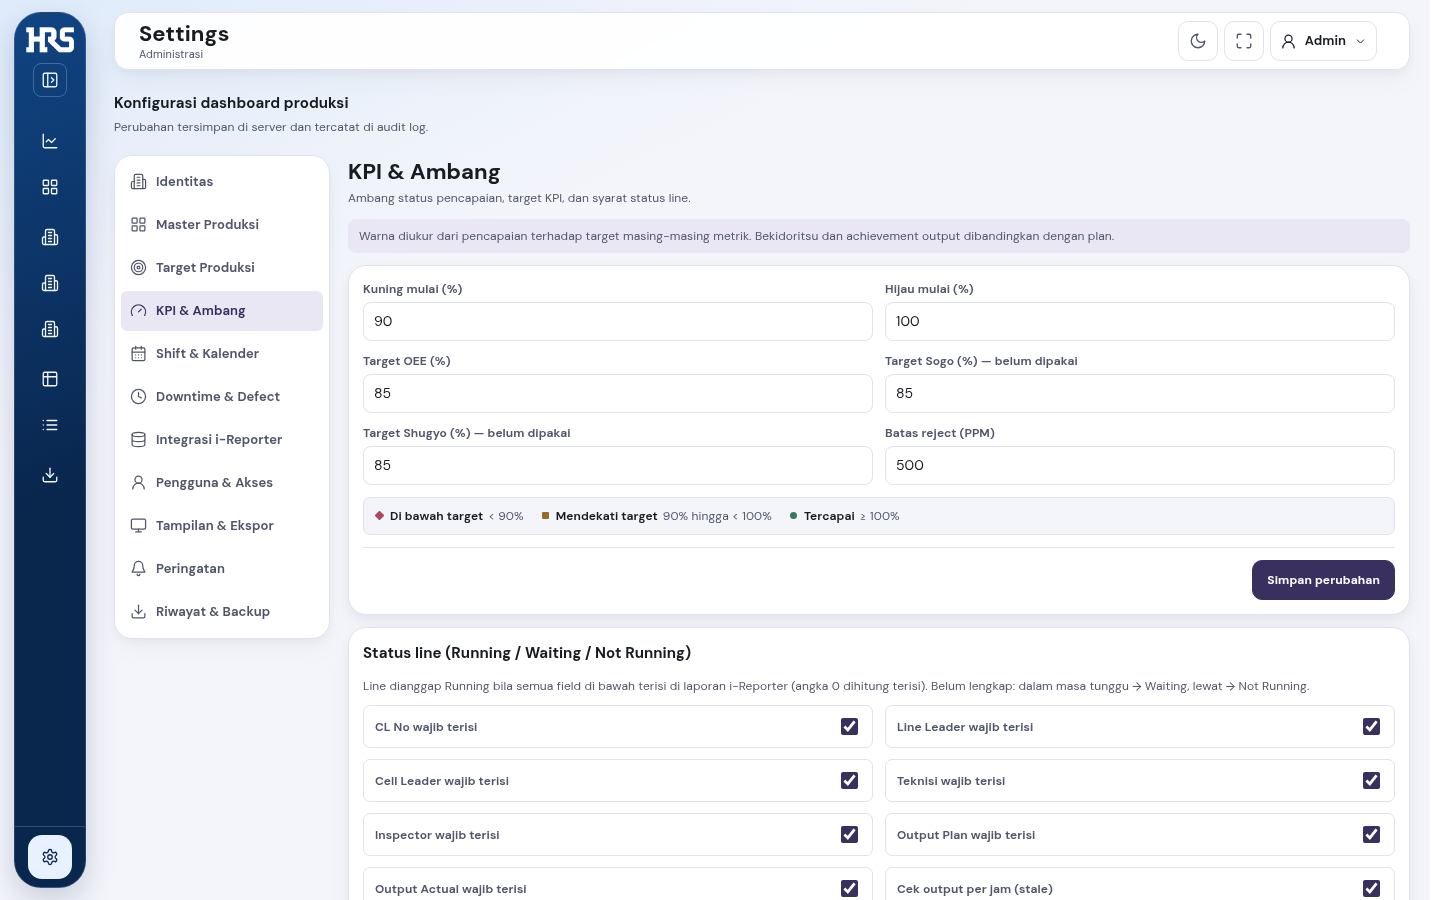 HRS
Settings
Administrasi
Admin
Konfigurasi dashboard produksi
Perubahan tersimpan di server dan tercatat di audit log.
Identitas
Master Produksi
Target Produksi
KPI & Ambang
Shift & Kalender
Downtime & Defect
Integrasi i-Reporter
Pengguna & Akses
Tampilan & Ekspor
Peringatan
Riwayat & Backup
KPI & Ambang
Ambang status pencapaian, target KPI, dan syarat status line.
Warna diukur dari pencapaian terhadap target masing-masing metrik. Bekidoritsu dan achievement output dibandingkan dengan plan.
Kuning mulai (%)
Hijau mulai (%)
90
100
Target OEE (%)
Target Sogo (%) — belum dipakai
85
85
Target Shugyo (%) — belum dipakai
Batas reject (PPM)
85
500
Di bawah target < 90% Mendekati target 90% hingga < 100% Tercapai ≥ 100%
Simpan perubahan
Status line (Running / Waiting / Not Running)
Line dianggap Running bila semua field di bawah terisi di laporan i-Reporter (angka 0 dihitung terisi). Belum lengkap: dalam masa tunggu → Waiting, lewat → Not Running.
CL No wajib terisi
Line Leader wajib terisi
Cell Leader wajib terisi
Teknisi wajib terisi
Inspector wajib terisi
Output Plan wajib terisi
Output Actual wajib terisi
Cek output per jam (stale)